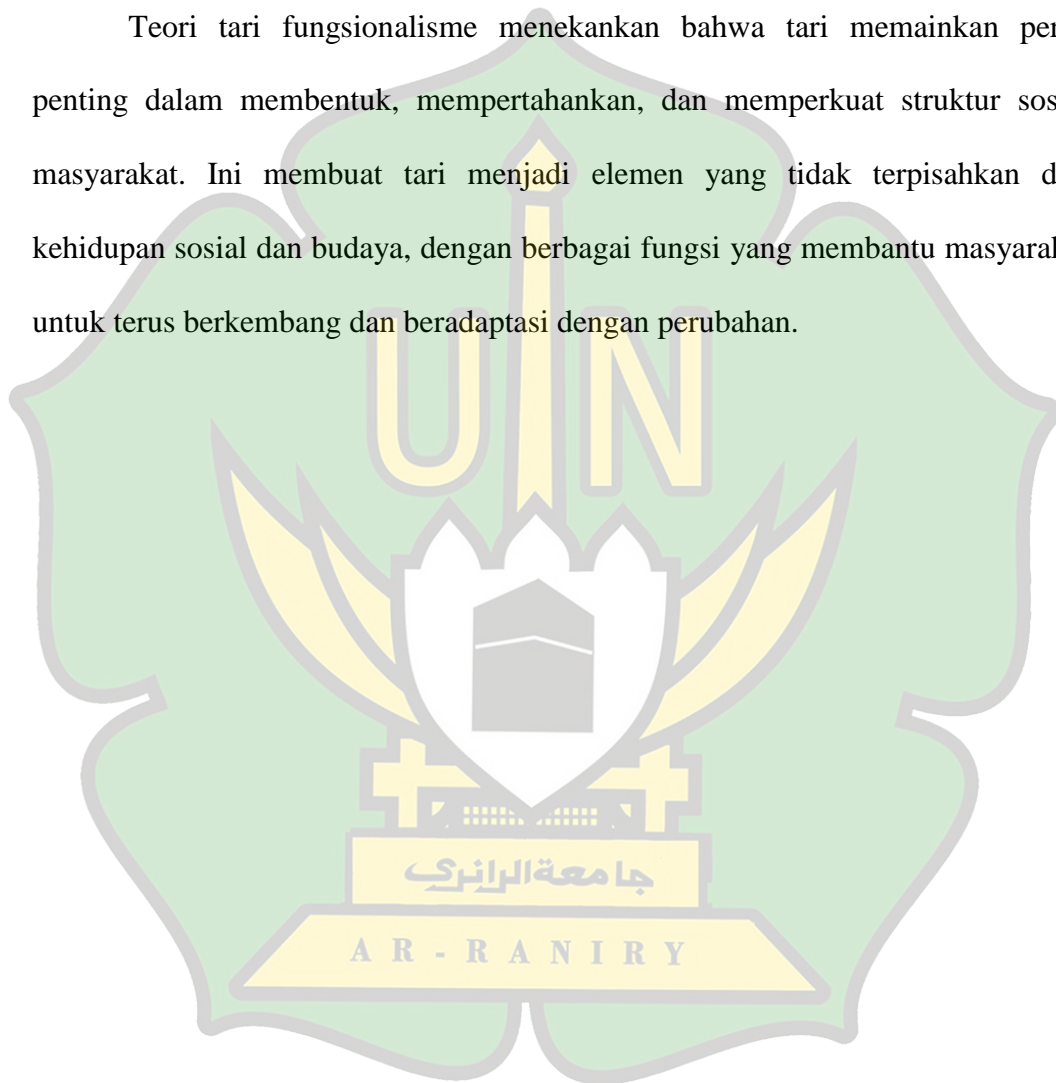 Teori tari fungsionalisme menekankan bahwa tari memainkan per
penting dalam membentuk, mempertahankan, dan memperkuat struktur sos
masyarakat. Ini membuat tari menjadi elemen yang tidak terpisahkan d
kehidupan sosial dan budaya, dengan berbagai fungsi yang membantu masyaral
untuk terus berkembang dan beradaptasi dengan perubahan.
U N
جامعة الرانري
AR-RANIRY